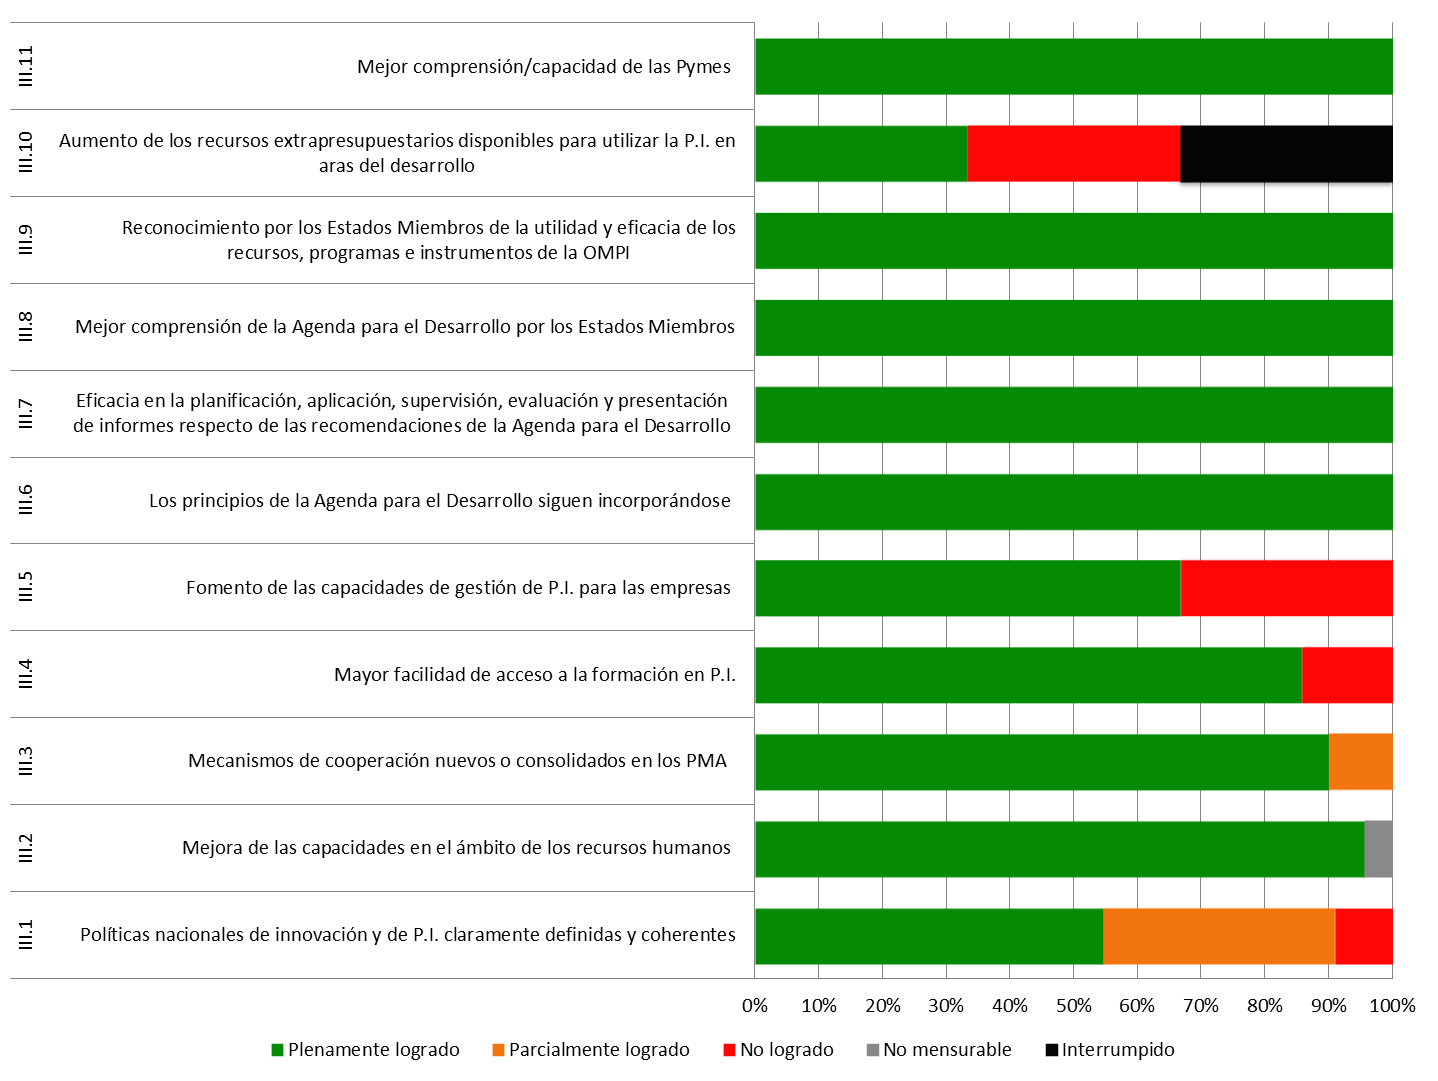 III.11
Mejor comprensión/capacidad de las Pymes
III.10
Aumento de los recursos extrapresupuestarios disponibles para utilizar la P.I. en
aras del desarrollo
III.9
Reconocimiento por los Estados Miembros de la utilidad y eficacia de los
recursos, programas e instrumentos de la OMPI
III.8
Mejor comprensión de la Agenda para el Desarrollo por los Estados Miembros
III.7
Eficacia en la planificación, aplicación, supervisión, evaluación y presentación
de informes respecto de las recomendaciones de la Agenda para el Desarrollo
III.6
Los principios de la Agenda para el Desarrollo siguen incorporándose
III.5
Fomento de las capacidades de gestión de P.I. para las empresas
III.4
Mayor facilidad de acceso a la formación en P.I.
III.3
Mecanismos de cooperación nuevos o consolidados en los PMA
III.2
Mejora de las capacidades en el ámbito de los recursos humanos
III.1
Políticas nacionales de innovación y de P.I. claramente definidas y coherentes
0% 10% 20% 30% 40% 50% 60% 70% 80% 90% 100%
Plenamente logrado Parcialmente logrado No logrado No mensurable Interrumpido